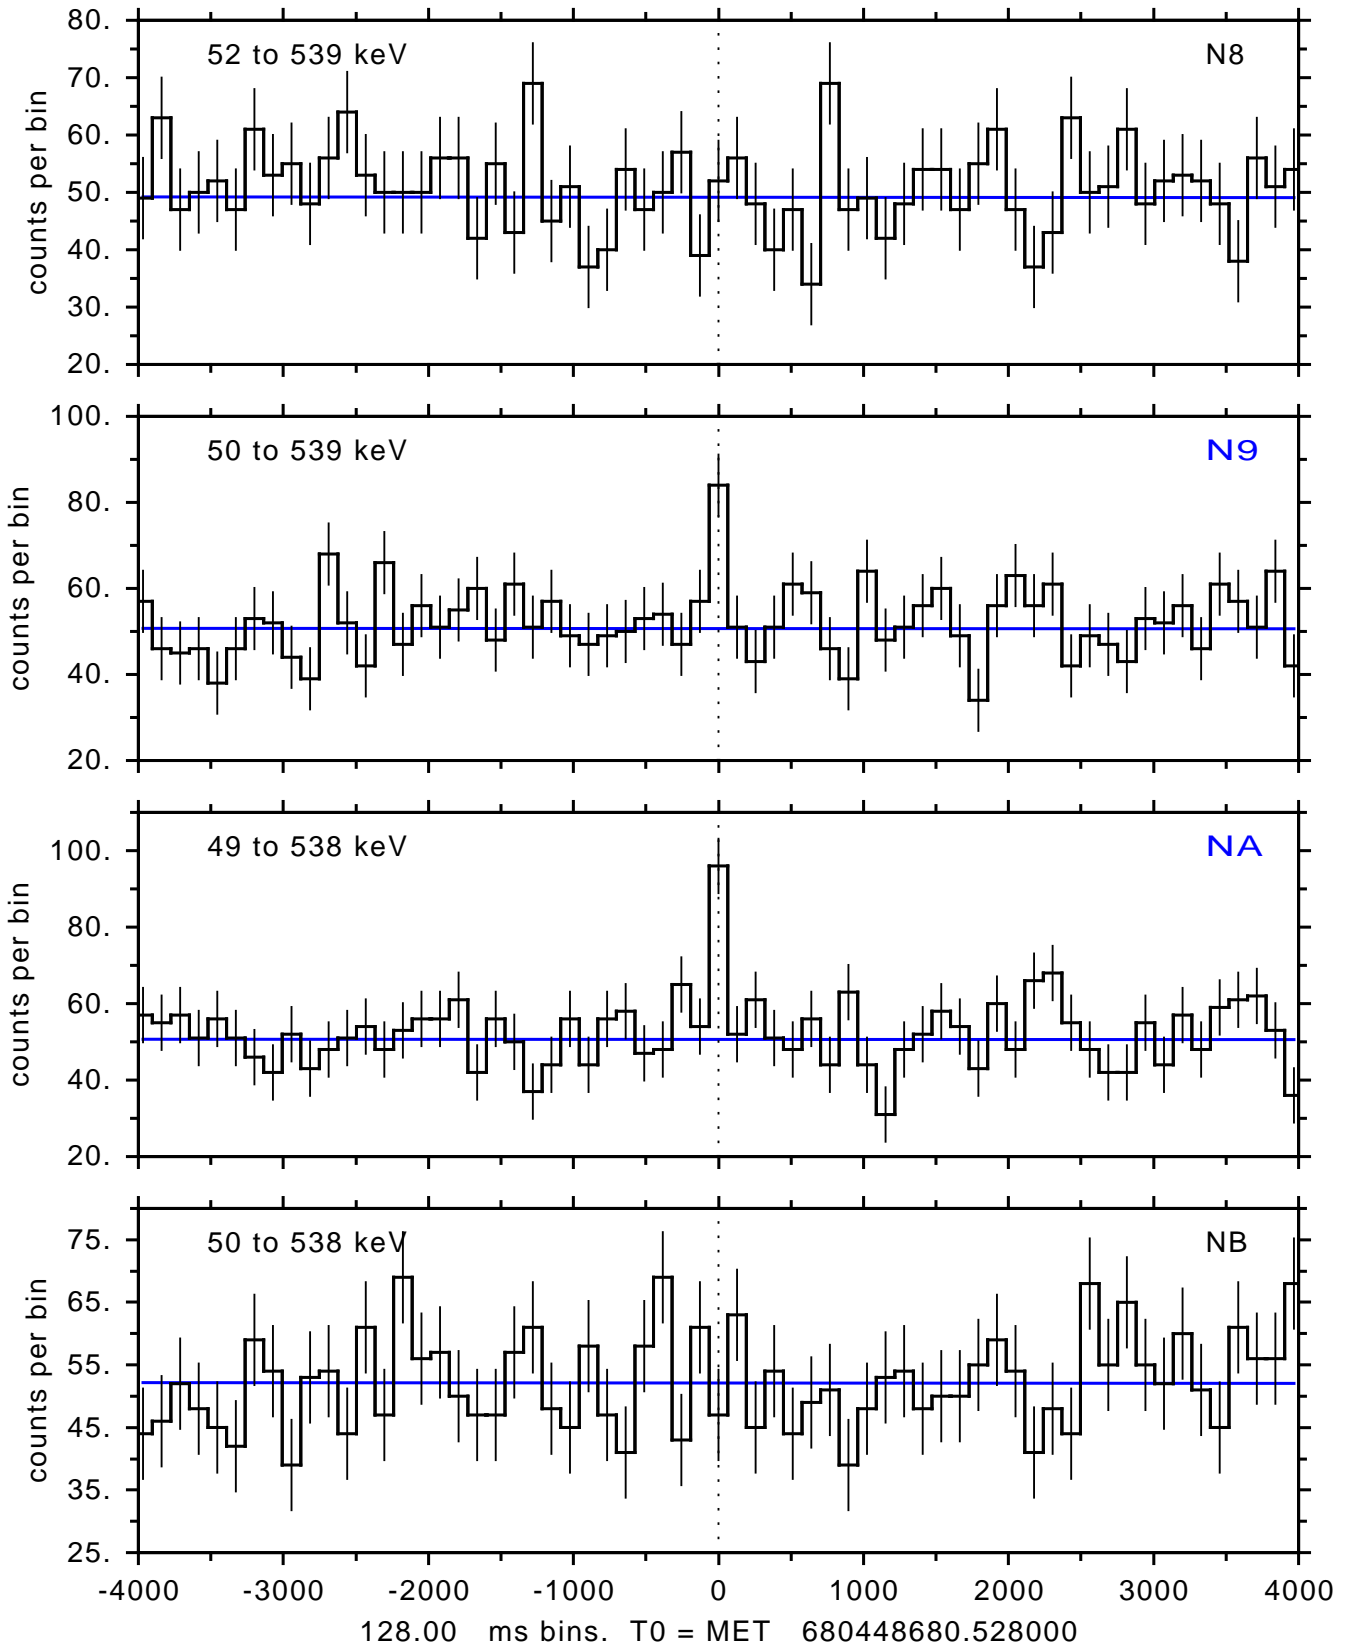 80.
52 to 539 keV N8
70.
60.
50.
40.
30.
20.
counts per bin
100.
50 to 539 keV N9
80.
60.
40.
20.
counts per bin
49 to 538 keV NA
100.
80.
60.
40.
20.
counts per bin
50 to 538 keV NB
75.
65.
55.
45.
35.
25.
counts per bin
-4000 -3000 -2000 -1000 0 1000 2000 3000 4000
128.00 ms bins. T0 = MET 680448680.528000